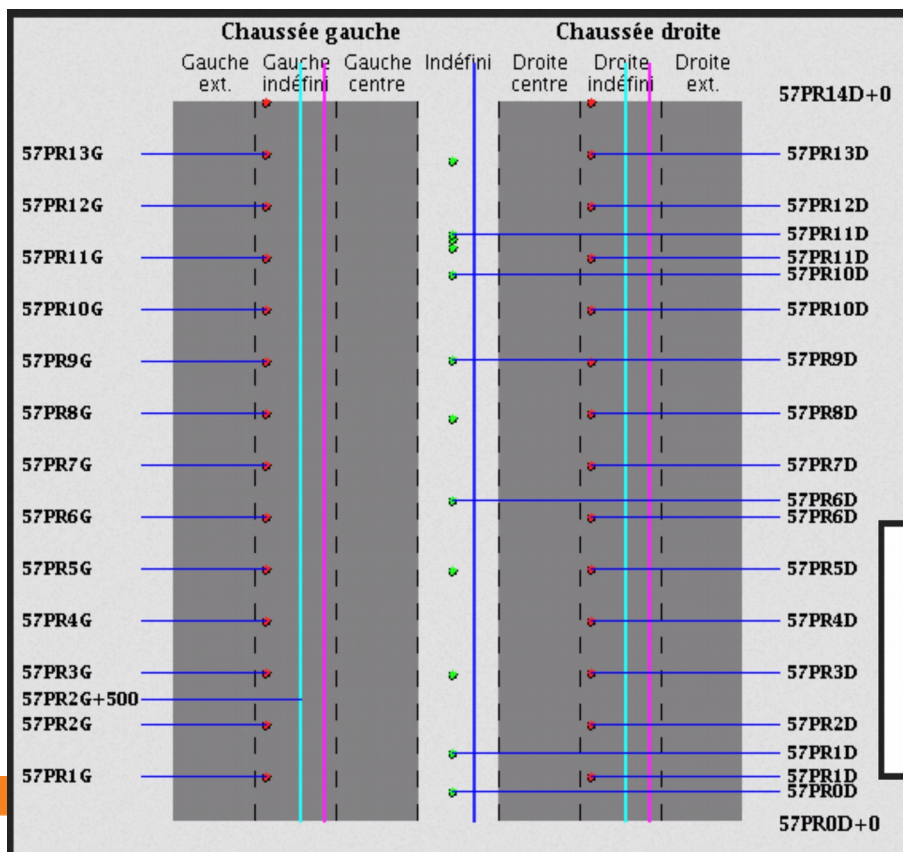 Chaussée gauche
Chaussée droite
Gauche ext.
Gauche indéfini
Gauche centre
Indéfini
Droite centre
Droite indéfini
Droite ext.
57PR14D+0
57PR13G
57PR12G
57PR11G
57PR10G
57PR9G
57PR8G
57PR7G
57PR6G
57PR5G
57PR4G
57PR3G
57PR2G+500
57PR2G
57PR1G
57PR13D
57PR12D
57PR11D
57PR11D
57PR10D
57PR10D
57PR9D
57PR8D
57PR7D
57PR6D
57PR6D
57PR5D
57PR4D
57PR3D
57PR2D
57PR1D
57PR1D
57PR0D
57PR0D+0